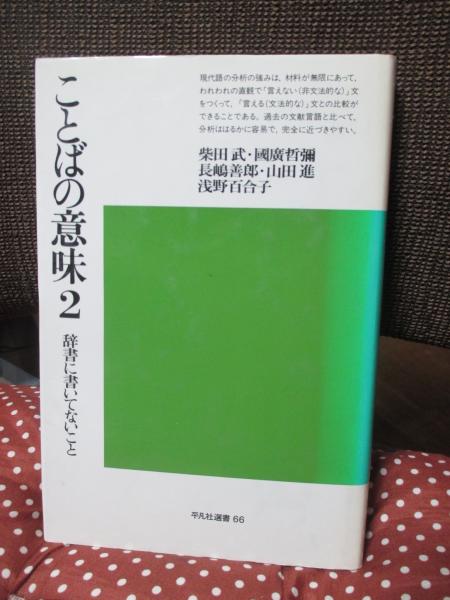 現代語の分析の強みは、材料が無限にあって、
われわれの直観で「言えない(非文法的な)」文
をつくって、「言える(文法的な)」文との比較が
できることである。過去の文献言語と比べて、
分析ははるかに容易で、完全に近づきやすい。
柴田 武・國廣哲彌
長嶋善郎・山田 進
浅野百合子
ことばの意味2
辞書に書いてないこと
平凡社選書 66